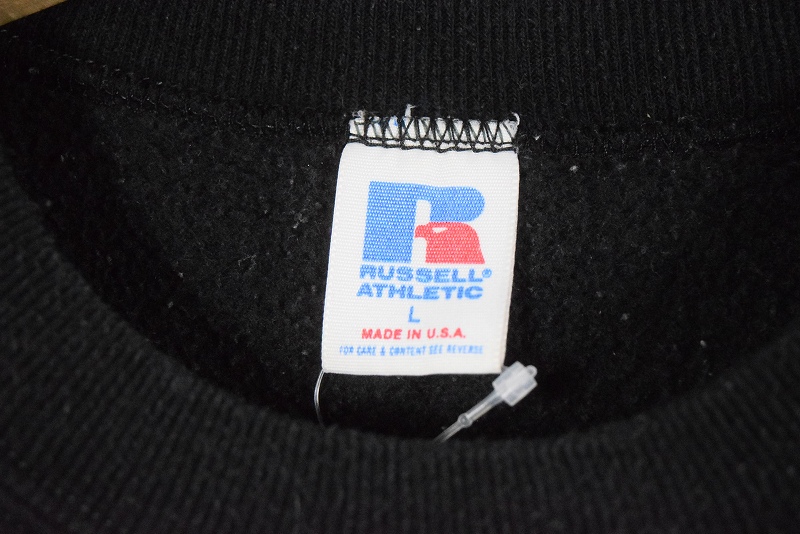 RUSSELL®
ATHLETIC
L
MADE IN U.S.A.
FOR CARE & CONTENT SEE REVERSE